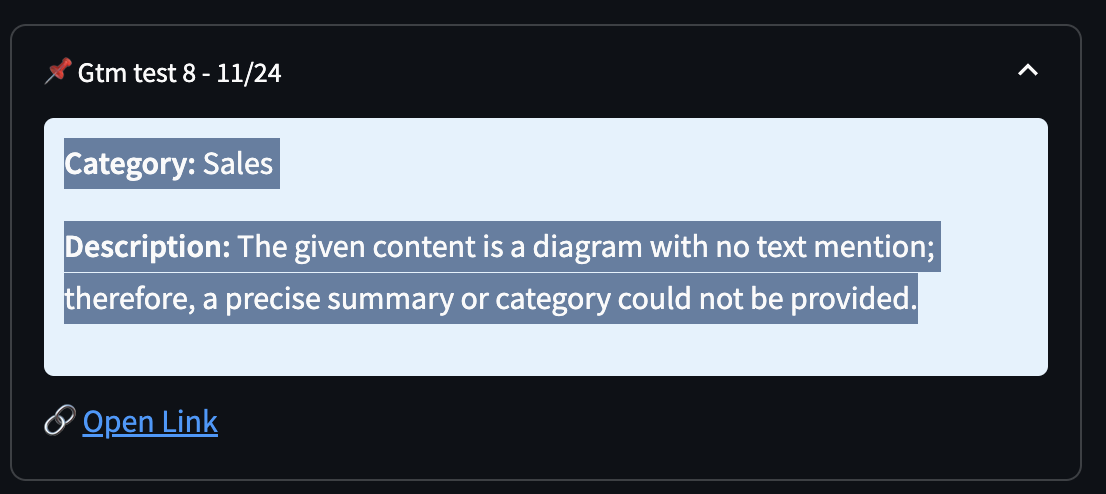 📌 Gtm test 8 - 11/24
Category: Sales
Description: The given content is a diagram with no text mention;
therefore, a precise summary or category could not be provided.
🔗 Open Link